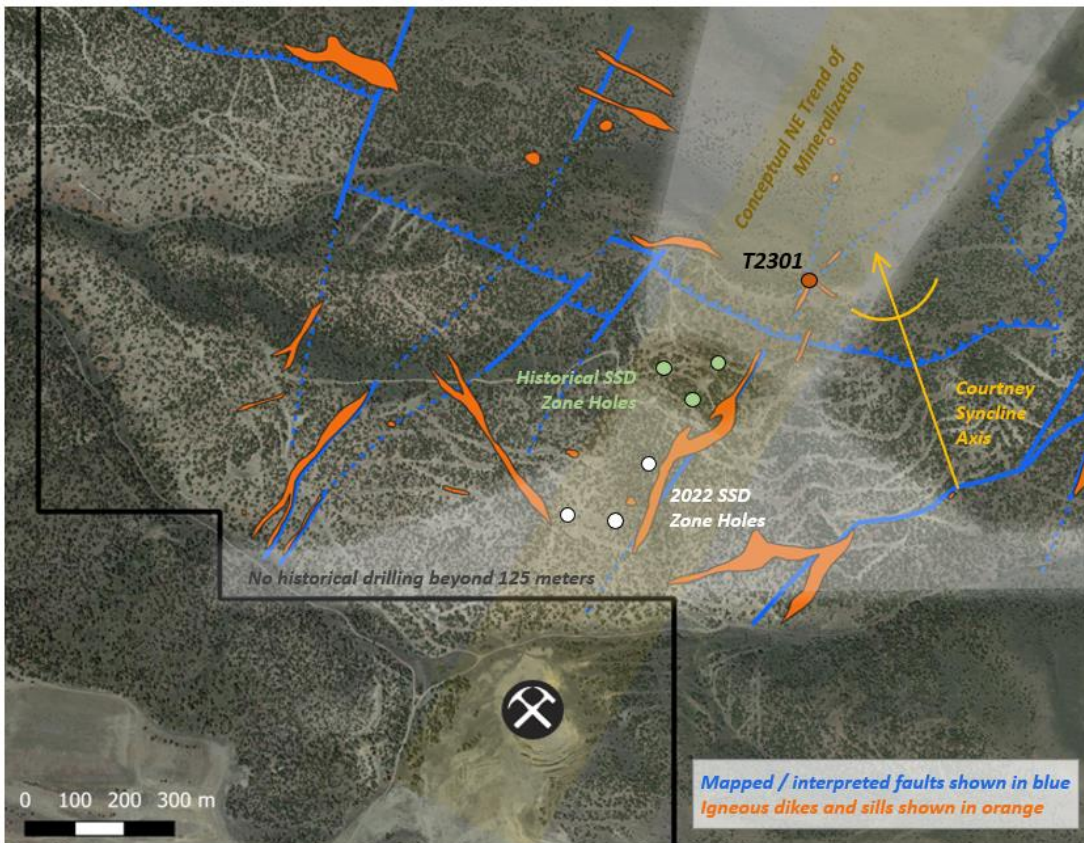 Conceptual NE Trend of
Mineralization
T2301
Historical SSD
Zone Holes
Courtney
Syncline
Axis
2022 SSD
Zone Holes
No historical drilling beyond 125 meters
0 100 200 300 m
Mapped / interpreted faults shown in blue
Igneous dikes and sills shown in orange